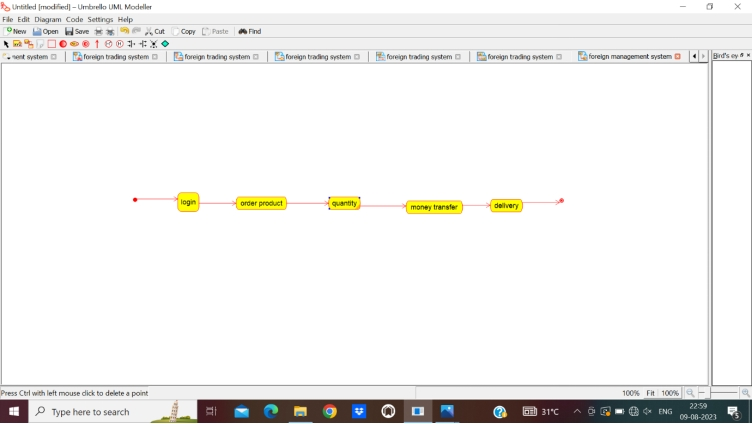 Untitled [modified] - Umbrello UML Modeller
File Edit Diagram Code Settings Help
New Open Save Cut Copy Paste Find
nent system foreign trading system foreign trading system foreign trading system foreign trading system foreign trading system foreign management system Bird's ey
login order product quantity money transfer delivery
Press Ctrl with left mouse click to delete a point 100% Fit 100%
Type here to search 31°C ENG 22:59
09-08-2023 5